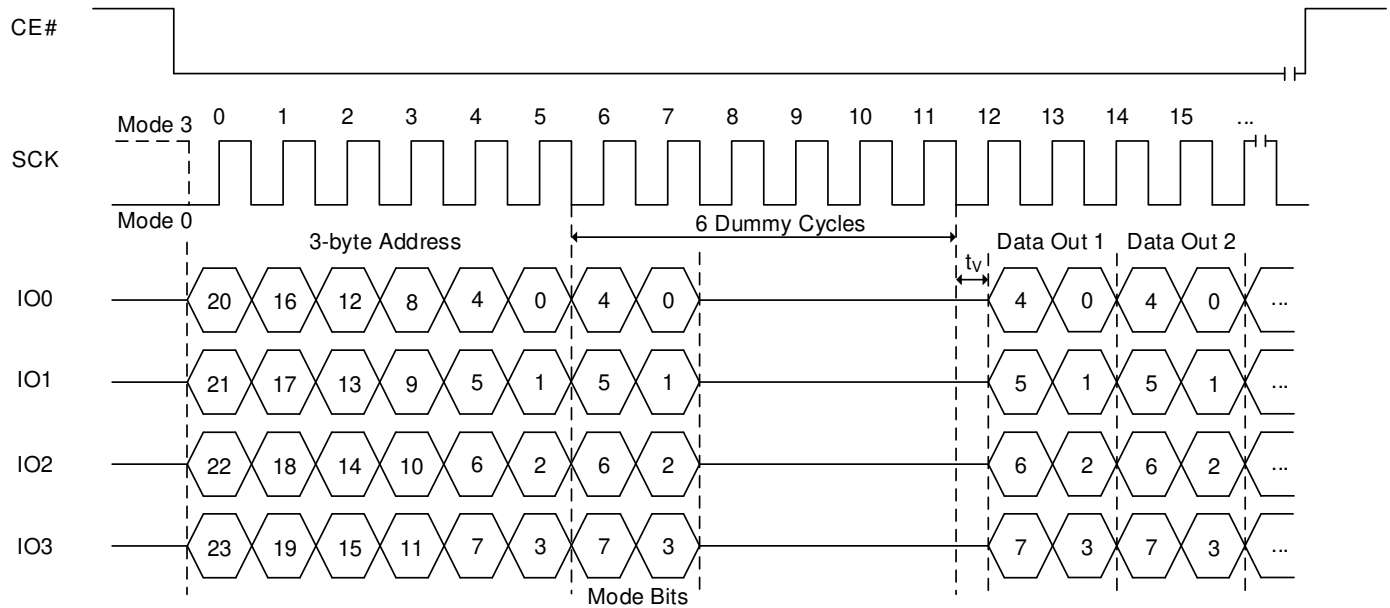 CE#
Mode 3 0 1 2 3 4 5 6 7 8 9 10 11 12 13 14 15 ...
SCK
Mode 0
6 Dummy Cycles
3-byte Address Data Out 1 Data Out 2
tV
IO0 20 16 12 8 4 0 4 0 4 0 4 0 ...
IO1 21 17 13 9 5 1 5 1 5 1 5 1 ...
IO2 22 18 14 10 6 2 6 2 6 2 6 2 ...
IO3 23 19 15 11 7 3 7 3 7 3 7 3 ...
Mode Bits